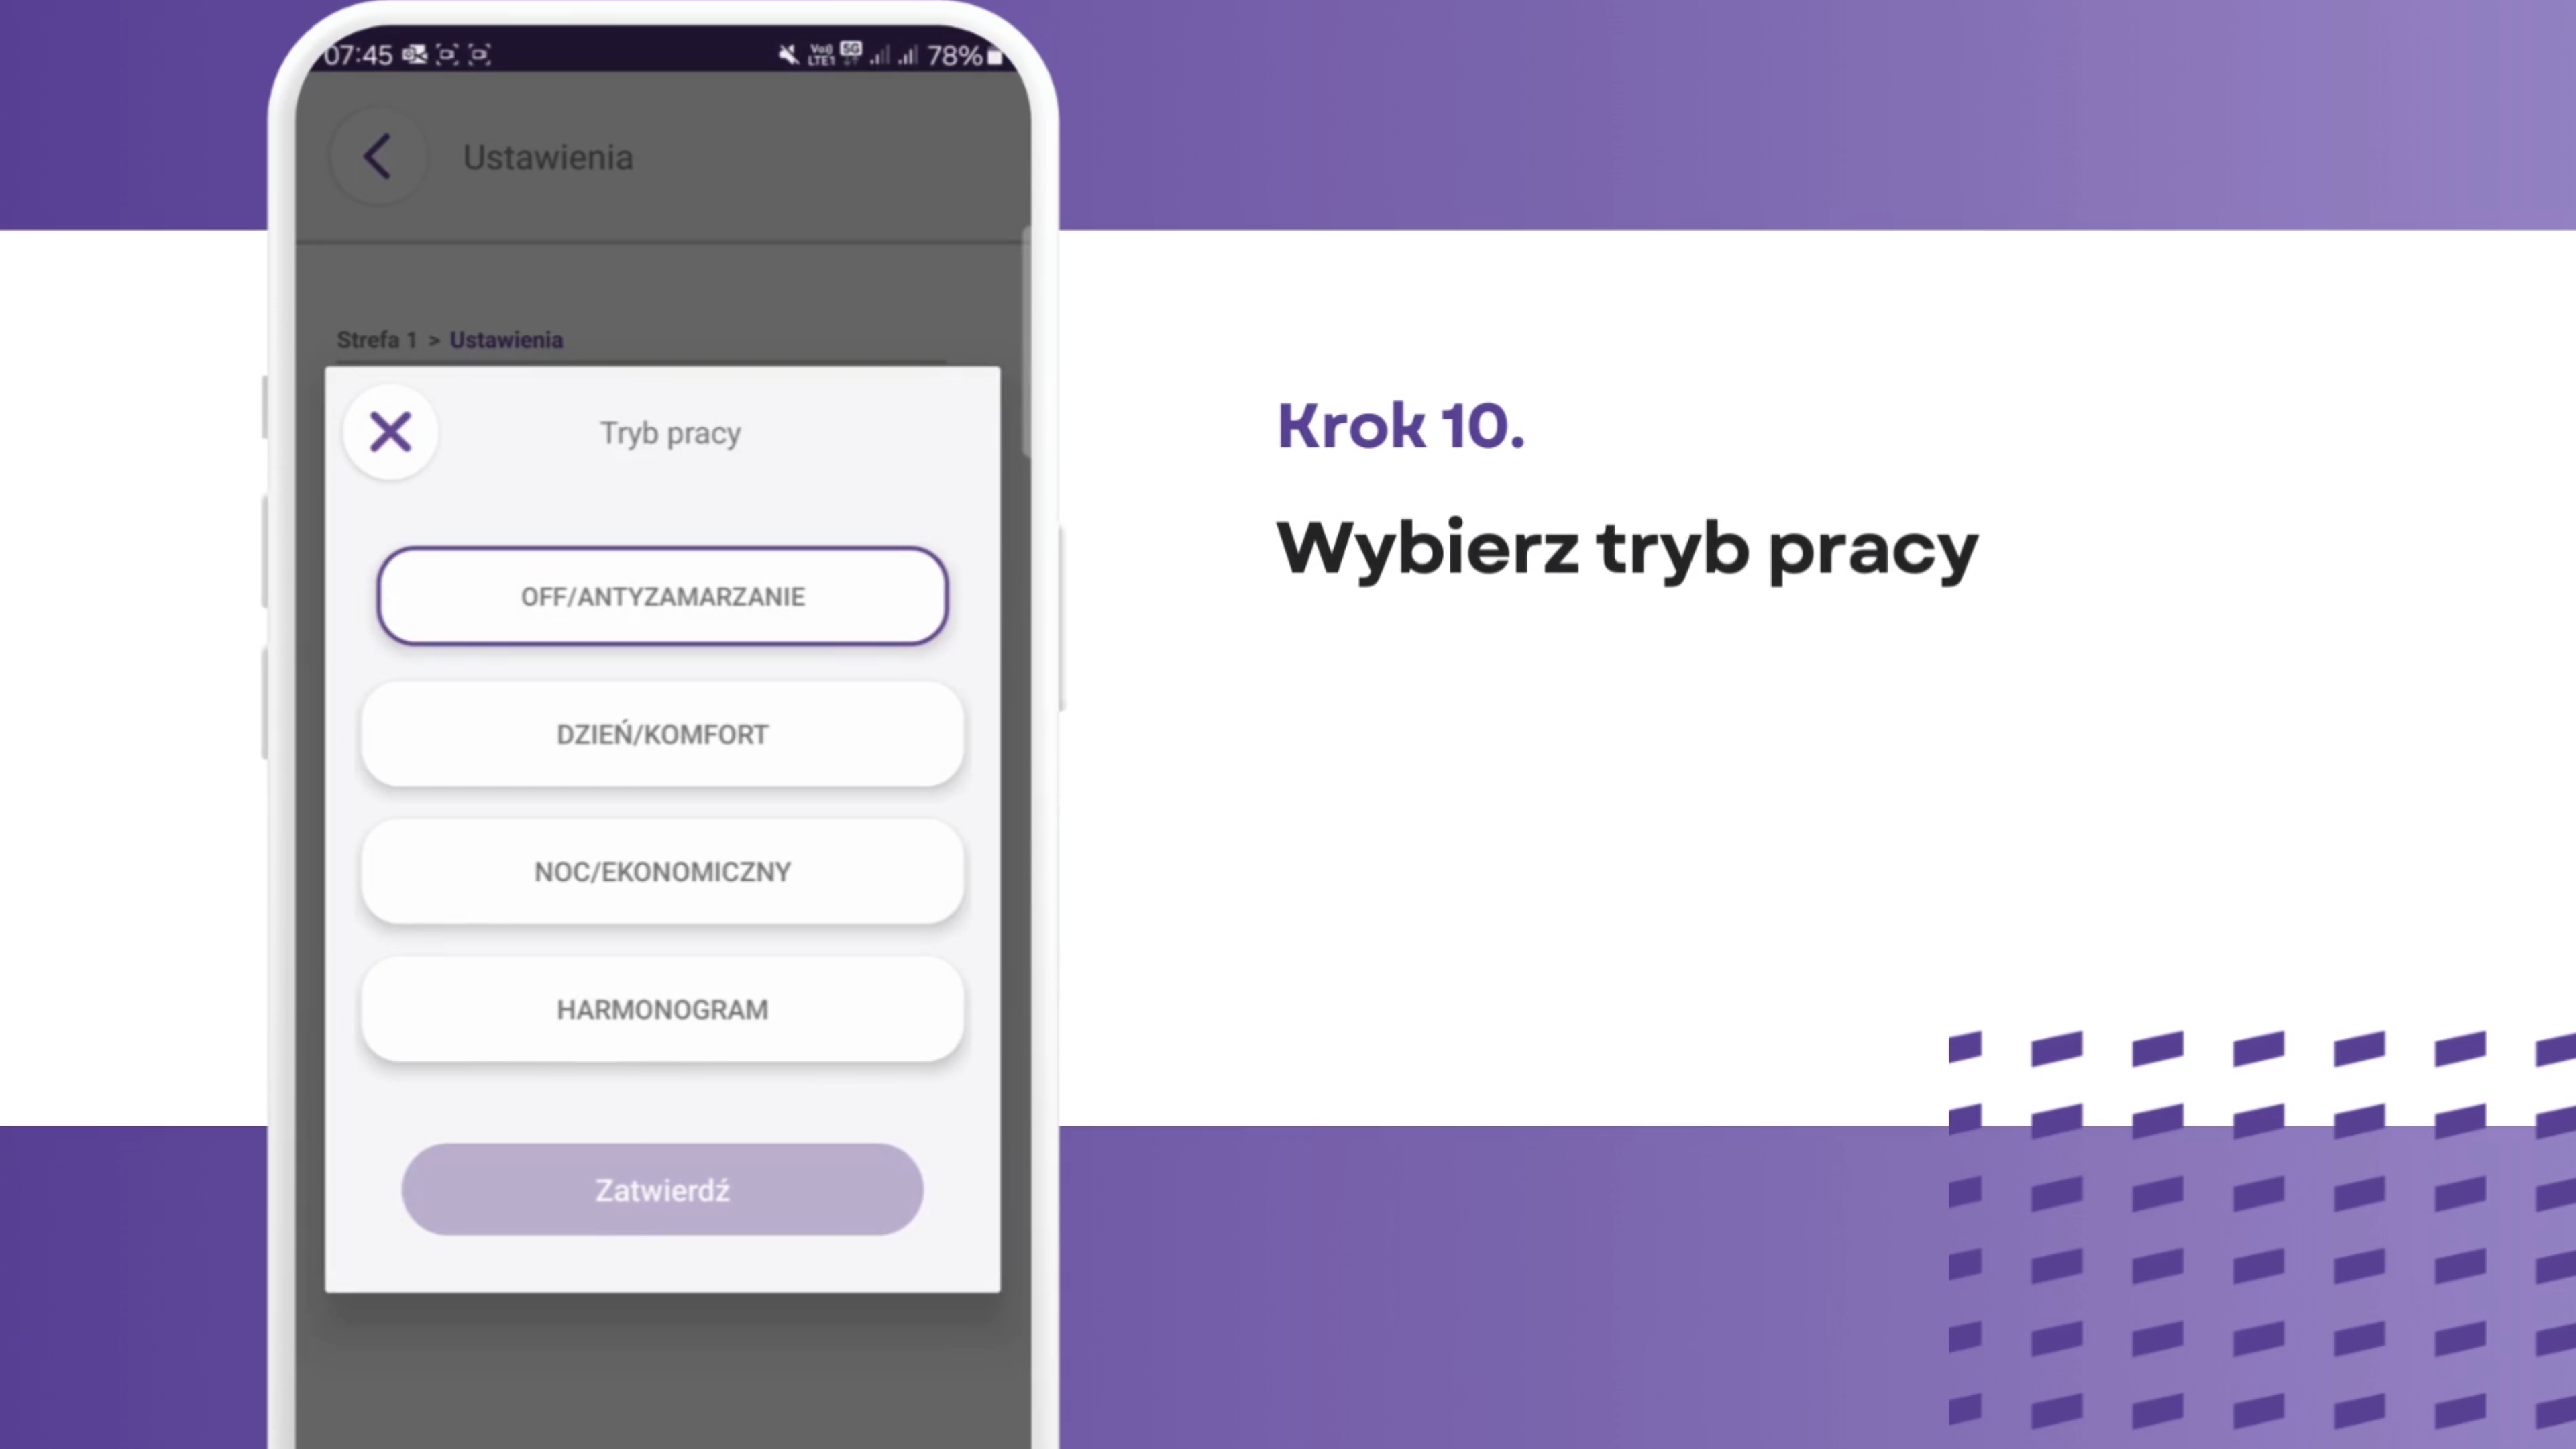 07:45 78%
Ustawienia
Strefa 1 > Ustawienia
Tryb pracy
OFF/ANTYZAMARZANIE
DZIEŃ/KOMFORT
NOC/EKONOMICZNY
HARMONOGRAM
Zatwierdź
Krok 10.
Wybierz tryb pracy